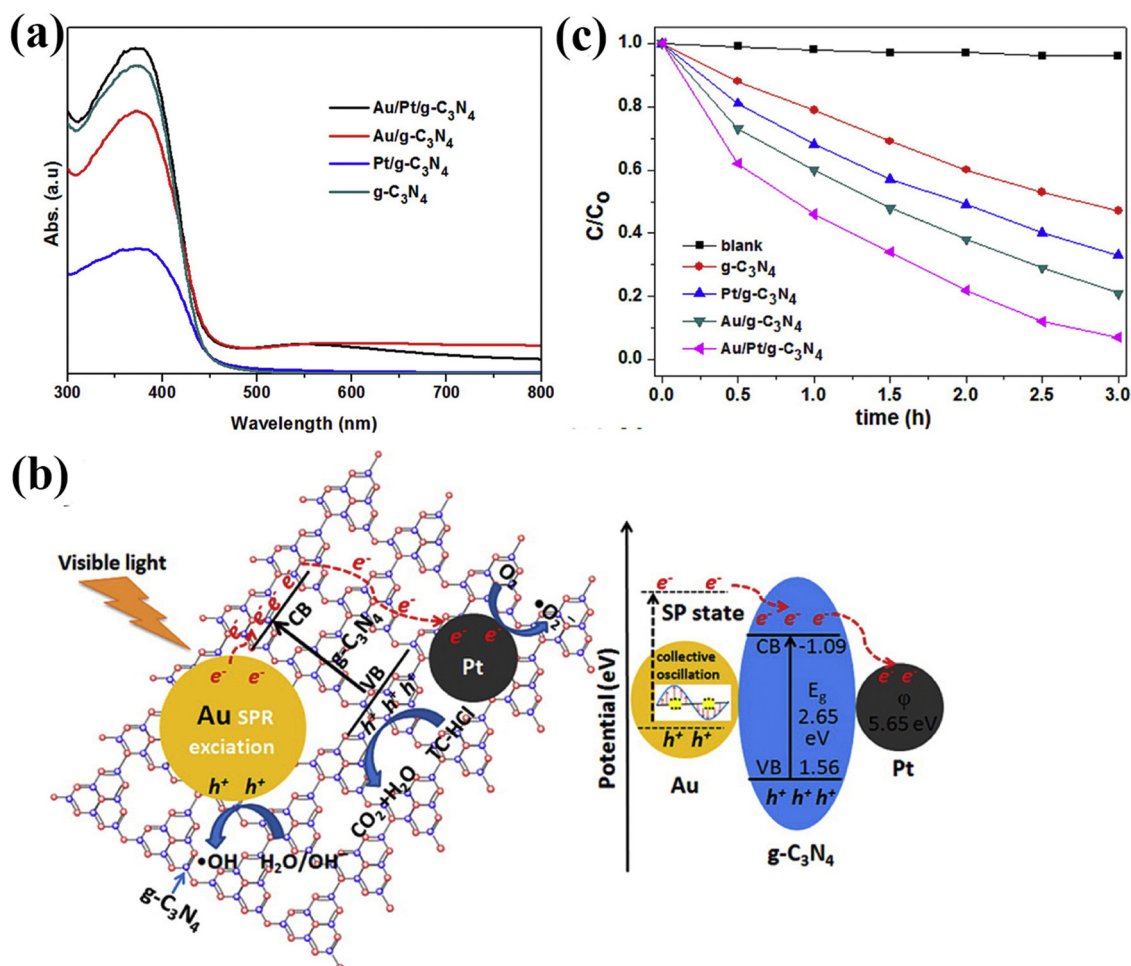 (a)
Abs. (a.u)
Au/Pt/g-C₃N₄
Au/g-C₃N₄
Pt/g-C₃N₄
g-C₃N₄
300 400 500 600 700 800
Wavelength (nm)
(c)
C/C₀
1.0
0.8
0.6
0.4
0.2
0.0
blank
g-C₃N₄
Pt/g-C₃N₄
Au/g-C₃N₄
Au/Pt/g-C₃N₄
0.0 0.5 1.0 1.5 2.0 2.5 3.0
time (h)
(b)
Visible light
e⁻ e⁻ e⁻
e⁻
e⁻
CB
g-C₃N₄
VB
h⁺ h⁺ h⁺
O₂
•O₂⁻
e⁻ e⁻
Pt
e⁻ e⁻
Au SPR
exciation
h⁺ h⁺
TC-HCl
CO₂+H₂O
•OH H₂O/OH⁻
g-C₃N₄
Potential (eV)
e⁻ e⁻
SP state
collective
oscillation
h⁺ h⁺
Au
e⁻ e⁻ e⁻
CB -1.09
E₉
2.65
eV
VB 1.56
h⁺ h⁺ h⁺
g-C₃N₄
e⁻ e⁻
φ
5.65 eV
Pt